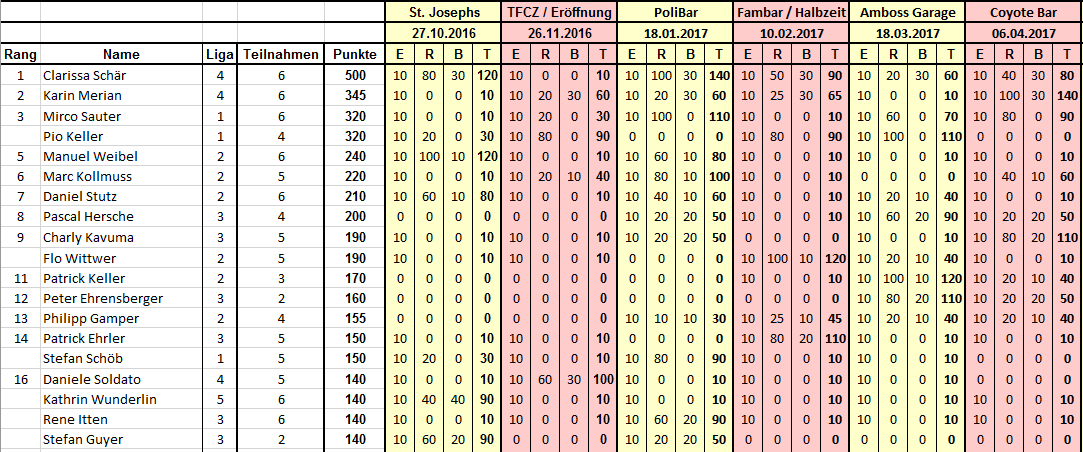 St. Josephs TFCZ / Eröffnung PoliBar Fambar / Halbzeit Amboss Garage Coyote Bar
27.10.2016 26.11.2016 18.01.2017 10.02.2017 18.03.2017 06.04.2017
Rang Name Liga Teilnahmen Punkte E R B T E R B T E R B T E R B T E R B T E R B T
1 Clarissa Schär 4 6 500 10 80 30 120 10 0 0 10 10 100 30 140 10 50 30 90 10 20 30 60 10 40 30 80
2 Karin Merian 4 6 345 10 0 0 10 10 20 30 60 10 20 30 60 10 25 30 65 10 0 0 10 10 100 30 140
3 Mirco Sauter 1 6 320 10 0 0 10 10 20 0 30 10 100 0 110 10 0 0 10 10 60 0 70 10 80 0 90
Pio Keller 1 4 320 10 20 0 30 10 80 0 90 0 0 0 0 10 80 0 90 10 100 0 110 0 0 0 0
5 Manuel Weibel 2 6 240 10 100 10 120 10 0 0 10 10 60 10 80 10 0 0 10 10 0 0 10 10 0 0 10
6 Marc Kollmuss 2 5 220 10 0 0 10 10 20 10 40 10 80 10 100 10 0 0 10 0 0 0 0 10 40 10 60
7 Daniel Stutz 2 6 210 10 60 10 80 10 0 0 10 10 40 10 60 10 0 0 10 10 20 10 40 10 0 0 10
8 Pascal Hersche 3 4 200 0 0 0 0 0 0 0 0 10 20 20 50 10 0 0 10 10 60 20 90 10 20 20 50
9 Charly Kavuma 3 5 190 10 0 0 10 10 0 0 10 10 20 20 50 0 0 0 0 10 0 0 10 10 80 20 110
Flo Wittwer 2 5 190 10 0 0 10 10 0 0 10 0 0 0 0 10 100 10 120 10 20 10 40 10 0 0 10
11 Patrick Keller 2 3 170 0 0 0 0 0 0 0 0 0 0 0 0 10 0 0 10 10 100 10 120 10 20 10 40
12 Peter Ehrensberger 3 2 160 0 0 0 0 0 0 0 0 0 0 0 0 0 0 0 0 10 80 20 110 10 20 20 50
13 Philipp Gamper 2 4 155 0 0 0 0 0 0 0 0 10 10 10 30 10 25 10 45 10 20 10 40 10 20 10 40
14 Patrick Ehrler 3 5 150 10 0 0 10 10 0 0 10 0 0 0 0 10 80 20 110 10 0 0 10 10 0 0 10
Stefan Schöb 1 5 150 10 20 0 30 10 0 0 10 10 80 0 90 10 0 0 10 10 0 0 10 0 0 0 0
16 Daniele Soldato 4 5 140 10 0 0 10 10 60 30 100 10 0 0 10 10 0 0 10 10 0 0 10 0 0 0 0
Kathrin Wunderlin 5 6 140 10 40 40 90 10 0 0 10 10 0 0 10 10 0 0 10 10 0 0 10 10 0 0 10
Rene Itten 3 6 140 10 0 0 10 10 0 0 10 10 60 20 90 10 0 0 10 10 0 0 10 10 0 0 10
Stefan Guyer 3 2 140 10 60 20 90 0 0 0 0 10 20 20 50 0 0 0 0 0 0 0 0 0 0 0 0